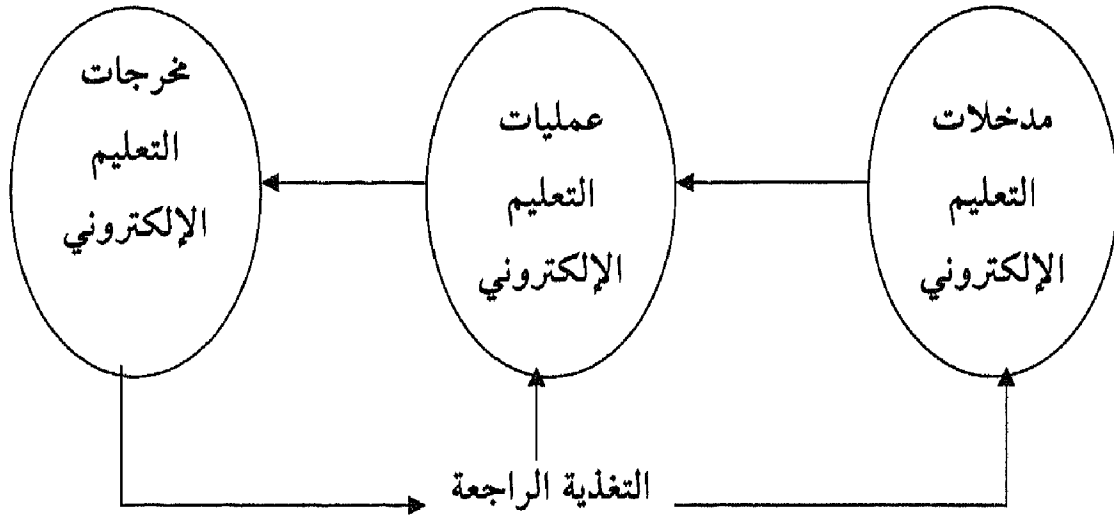 مدخلات
التعليم
الإلكتروني
عمليات
التعليم
الإلكتروني
مخرجات
التعليم
الإلكتروني
التغذية الراجعة